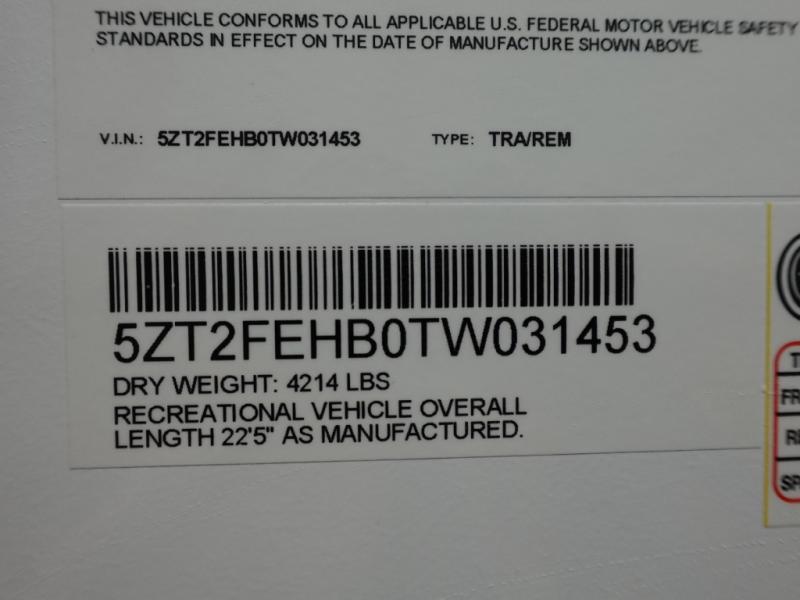 THIS VEHICLE CONFORMS TO ALL APPLICABLE U.S. FEDERAL MOTOR VEHICLE SAFETY
STANDARDS IN EFFECT ON THE DATE OF MANUFACTURE SHOWN ABOVE.
V.I.N.: 5ZT2FEHB0TW031453 TYPE: TRA/REM
5ZT2FEHB0TW031453
DRY WEIGHT: 4214 LBS
RECREATIONAL VEHICLE OVERALL
LENGTH 22'5" AS MANUFACTURED.